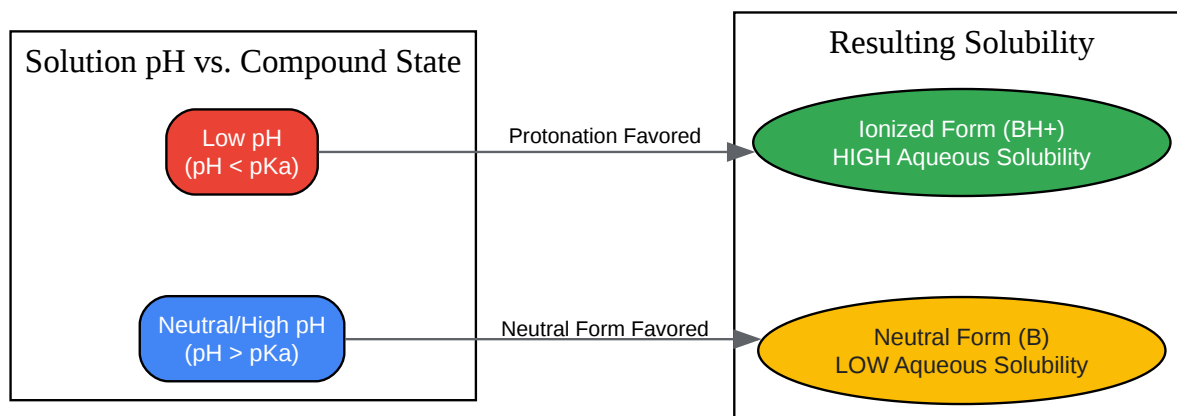 Solution pH vs. Compound State
Low pH
(pH < pKa)
Neutral/High pH
(pH > pKa)
Protonation Favored
Neutral Form Favored
Resulting Solubility
Ionized Form (BH+)
HIGH Aqueous Solubility
Neutral Form (B)
LOW Aqueous Solubility